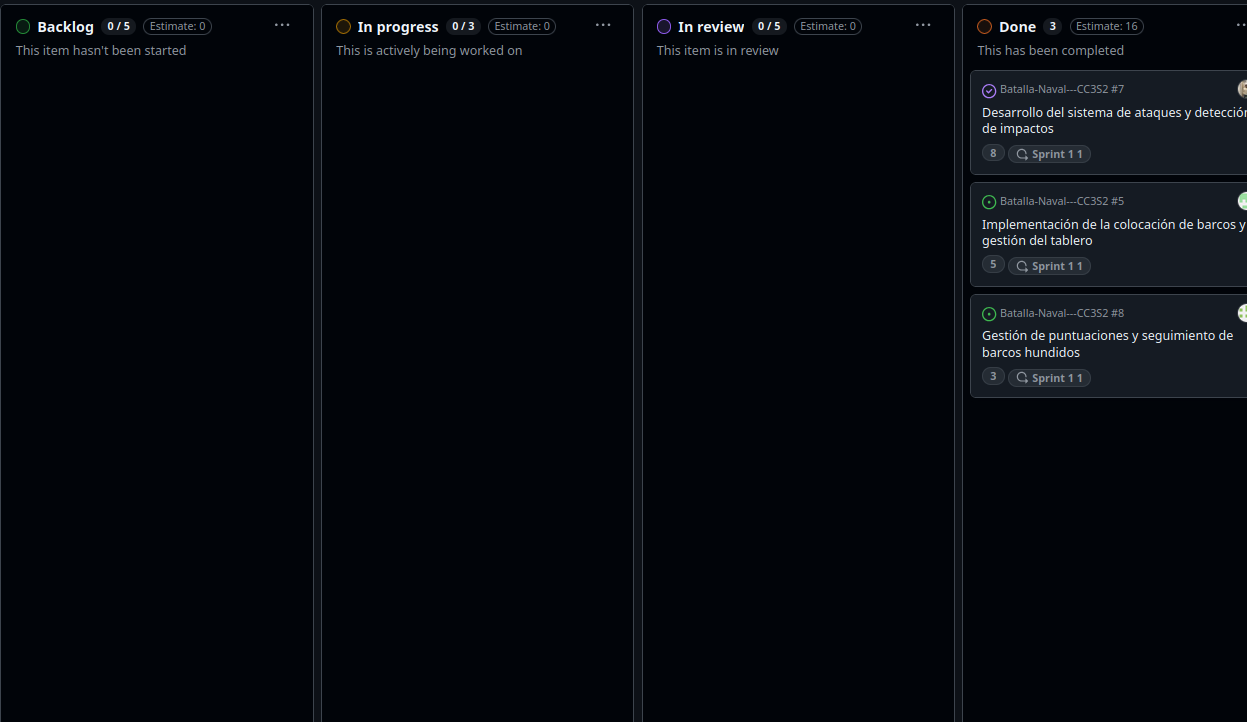 Backlog 0 / 5 Estimate: 0
This item hasn't been started
In progress 0 / 3 Estimate: 0
This is actively being worked on
In review 0 / 5 Estimate: 0
This item is in review
Done 3 Estimate: 16
This has been completed
Batalla-Naval---CC3S2 #7
Desarrollo del sistema de ataques y detección
de impactos
8 Sprint 1 1
Batalla-Naval---CC3S2 #5
Implementación de la colocación de barcos y
gestión del tablero
5 Sprint 1 1
Batalla-Naval---CC3S2 #8
Gestión de puntuaciones y seguimiento de
barcos hundidos
3 Sprint 1 1